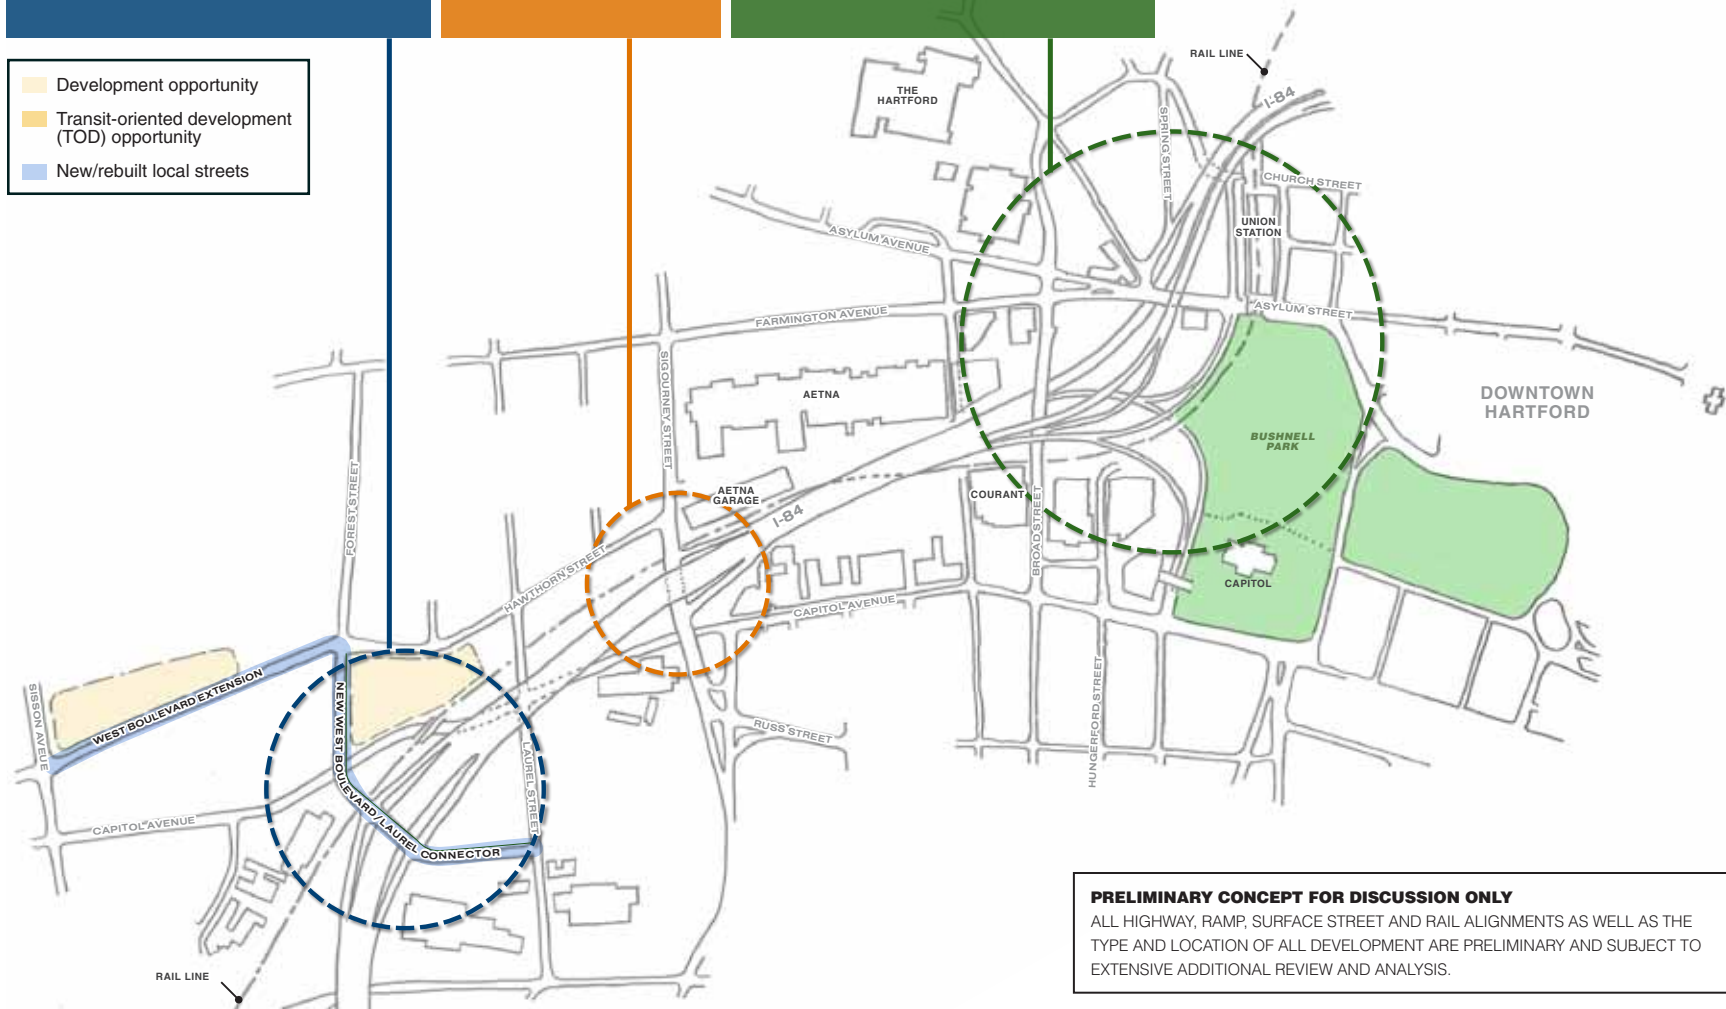 Development opportunity
Transit-oriented development
(TOD) opportunity
New/rebuilt local streets
RAIL LINE
I-84
THE
HARTFORD
SPRING STREET
CHURCH STREET
UNION
STATION
ASYLUM AVENUE
ASYLUM STREET
FARMINGTON AVENUE
SIGOURNEY STREET
AETNA
DOWNTOWN
HARTFORD
BUSHNELL
PARK
FOREST STREET
AETNA
GARAGE
COURANT
I-84
BROAD STREET
HAWTHORN STREET
CAPITOL
CAPITOL AVENUE
SISSON AVEUE
WEST BOULEVARD EXTENSION
NEW WEST BOULEVARD/LAUREL CONNECTOR
LAUREL STREET
RUSS STREET
HUNGERFORD STREET
CAPITOL AVENUE
RAIL LINE
PRELIMINARY CONCEPT FOR DISCUSSION ONLY
ALL HIGHWAY, RAMP, SURFACE STREET AND RAIL ALIGNMENTS AS WELL AS THE
TYPE AND LOCATION OF ALL DEVELOPMENT ARE PRELIMINARY AND SUBJECT TO
EXTENSIVE ADDITIONAL REVIEW AND ANALYSIS.